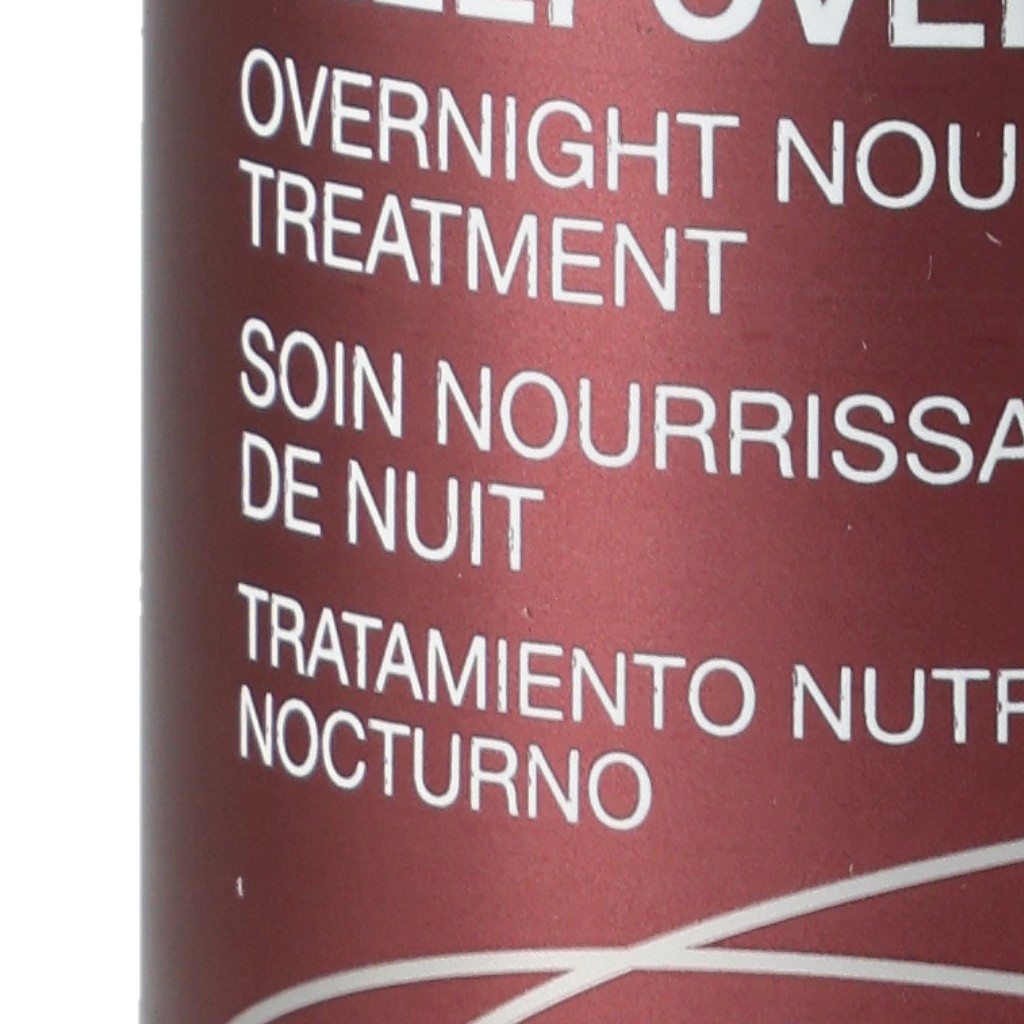 OVERNIGHT NOU
TREATMENT
SOIN NOURRISSA
DE NUIT
TRATAMIENTO NUTR
NOCTURNO